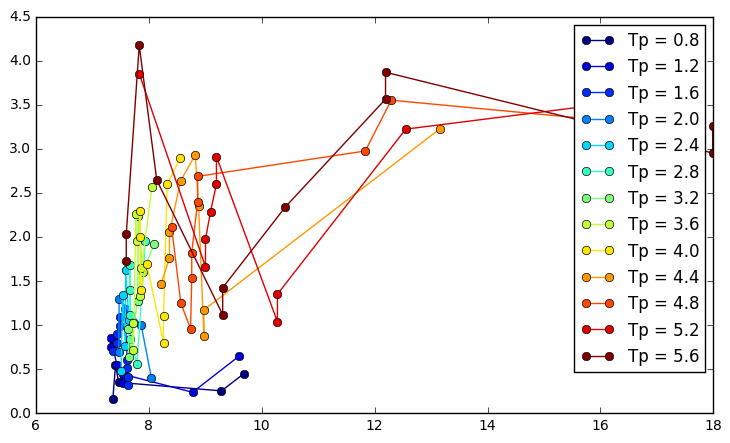 4.5
4.0
3.5
3.0
2.5
2.0
1.5
1.0
0.5
0.0
6
8
10
12
14
16
18
Tp = 0.8
Tp = 1.2
Tp = 1.6
Tp = 2.0
Tp = 2.4
Tp = 2.8
Tp = 3.2
Tp = 3.6
Tp = 4.0
Tp = 4.4
Tp = 4.8
Tp = 5.2
Tp = 5.6